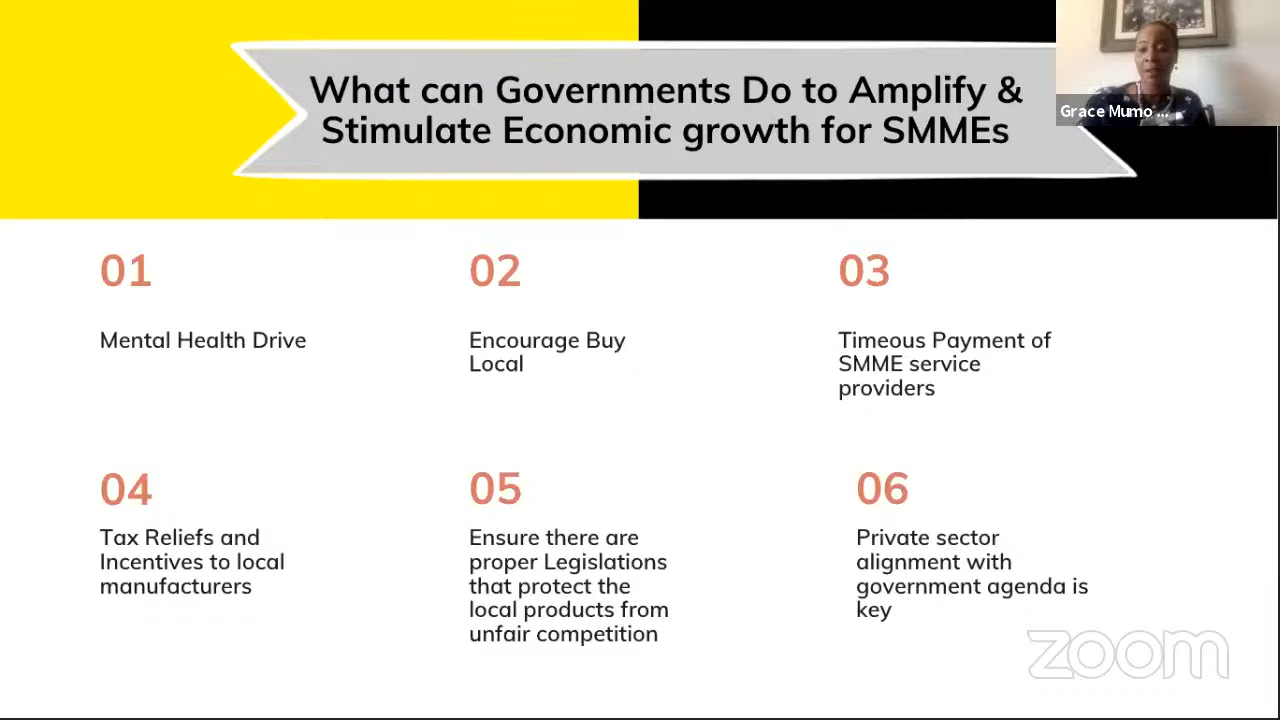 What can Governments Do to Amplify &
Stimulate Economic growth for SMMEs
Grace Mumo ...
01
Mental Health Drive
02
Encourage Buy
Local
03
Timeous Payment of
SMME service
providers
04
Tax Reliefs and
Incentives to local
manufacturers
05
Ensure there are
proper Legislations
that protect the
local products from
unfair competition
06
Private sector
alignment with
government agenda is
key
zoom